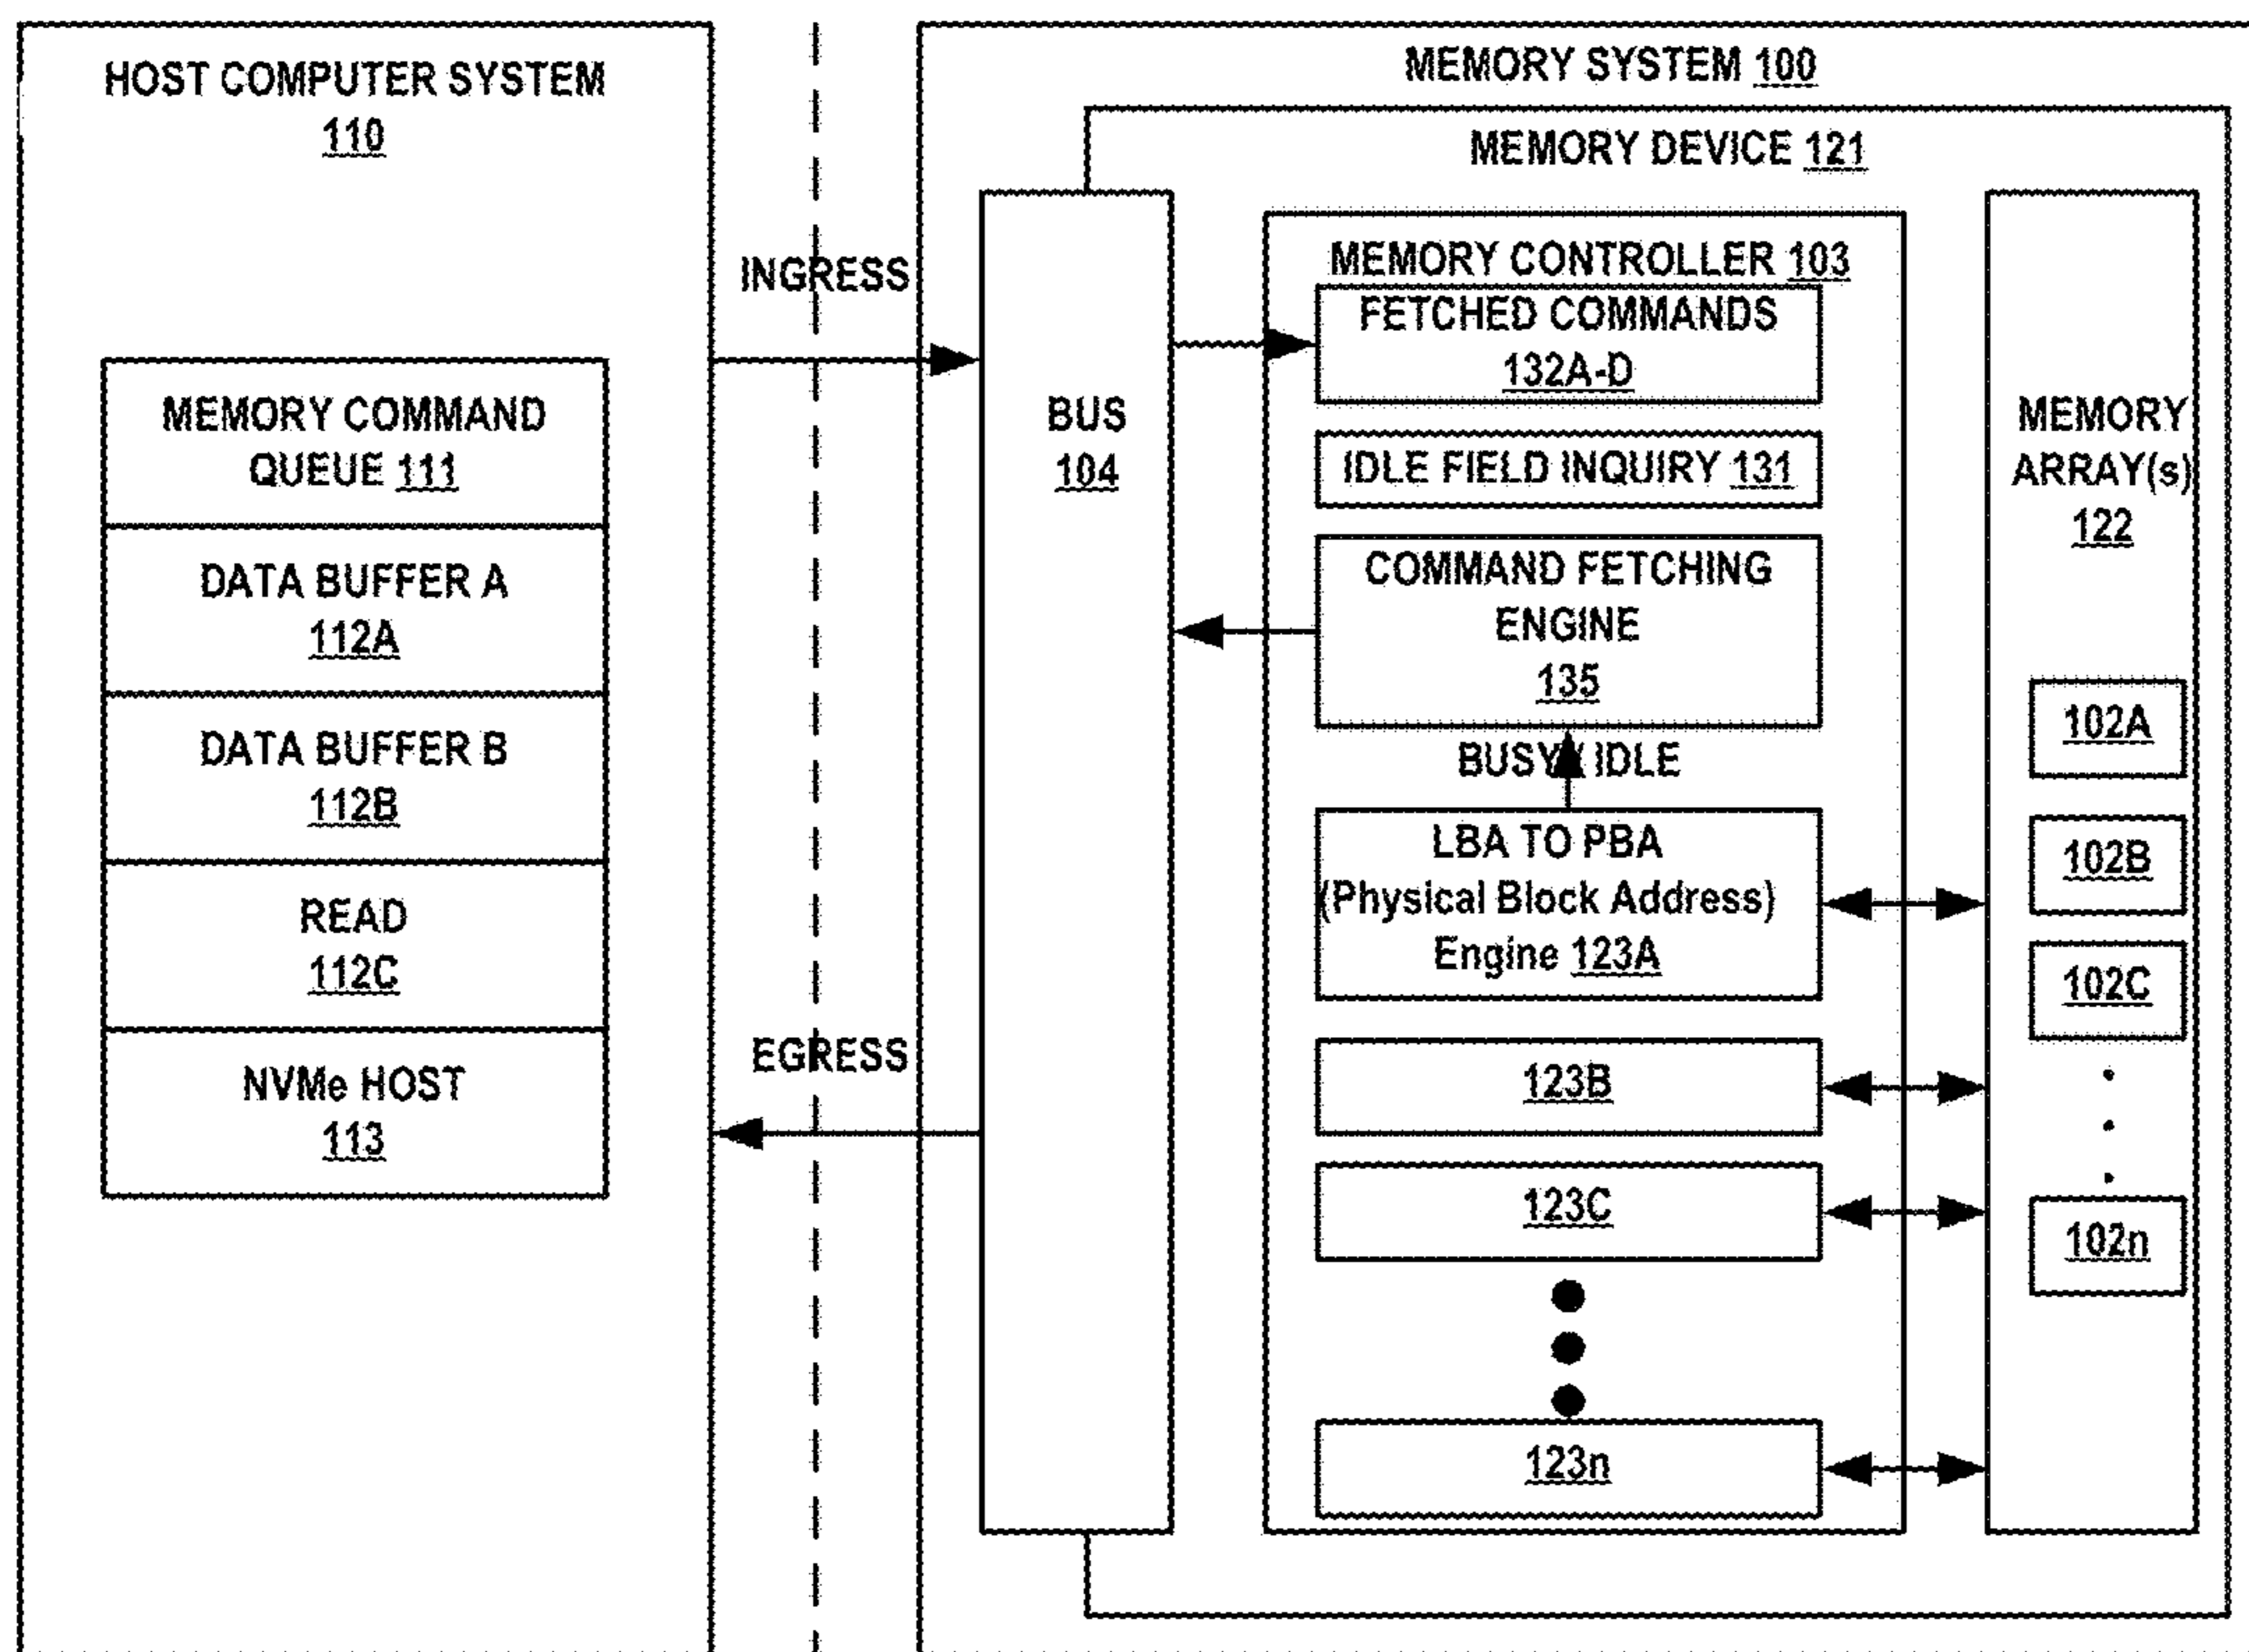 HOST COMPUTER SYSTEM
110
MEMORY COMMAND
QUEUE 111
DATA BUFFER A
112A
DATA BUFFER B
112B
READ
112C
NVMe HOST
113
INGRESS
EGRESS
MEMORY SYSTEM 100
MEMORY DEVICE 121
BUS
104
MEMORY CONTROLLER 103
FETCHED COMMANDS
132A-D
IDLE FIELD INQUIRY 131
COMMAND FETCHING
ENGINE
135
BUSY IDLE
LBA TO PBA
(Physical Block Address)
Engine 123A
123B
123C
123n
MEMORY
ARRAY(s)
122
102A
102B
102C
102n